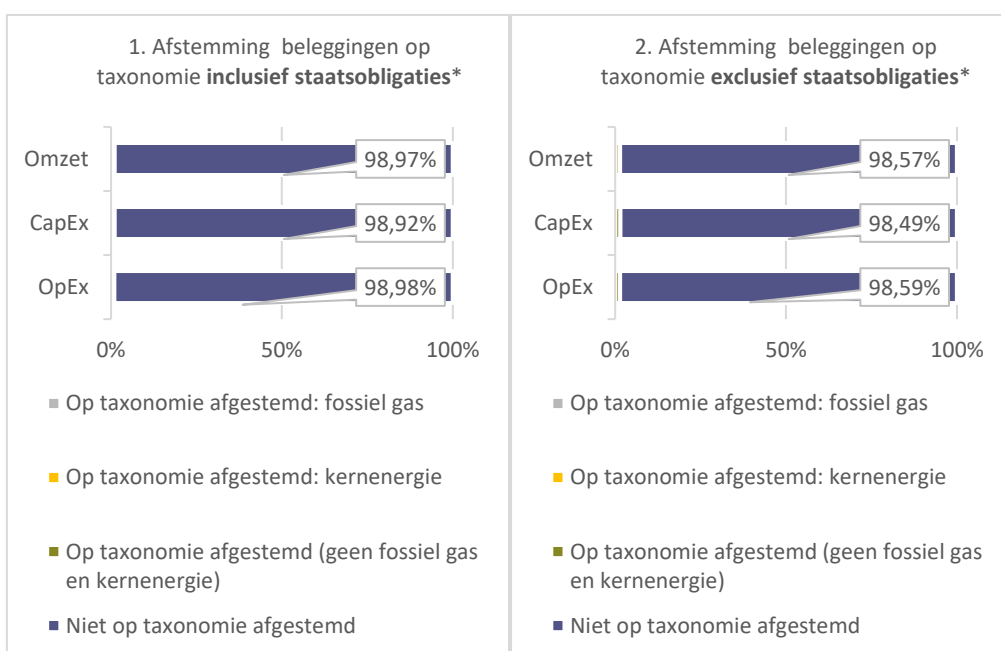 1. Afstemming beleggingen op
taxonomie inclusief staatsobligaties*
Omzet
98,97%
CapEx
98,92%
OpEx
98,98%
0%
50%
100%
Op taxonomie afgestemd: fossiel gas
Op taxonomie afgestemd: kernenergie
Op taxonomie afgestemd (geen fossiel gas
en kernenergie)
Niet op taxonomie afgestemd
2. Afstemming beleggingen op
taxonomie exclusief staatsobligaties*
Omzet
98,57%
CapEx
98,49%
OpEx
98,59%
0%
50%
100%
Op taxonomie afgestemd: fossiel gas
Op taxonomie afgestemd: kernenergie
Op taxonomie afgestemd (geen fossiel gas
en kernenergie)
Niet op taxonomie afgestemd